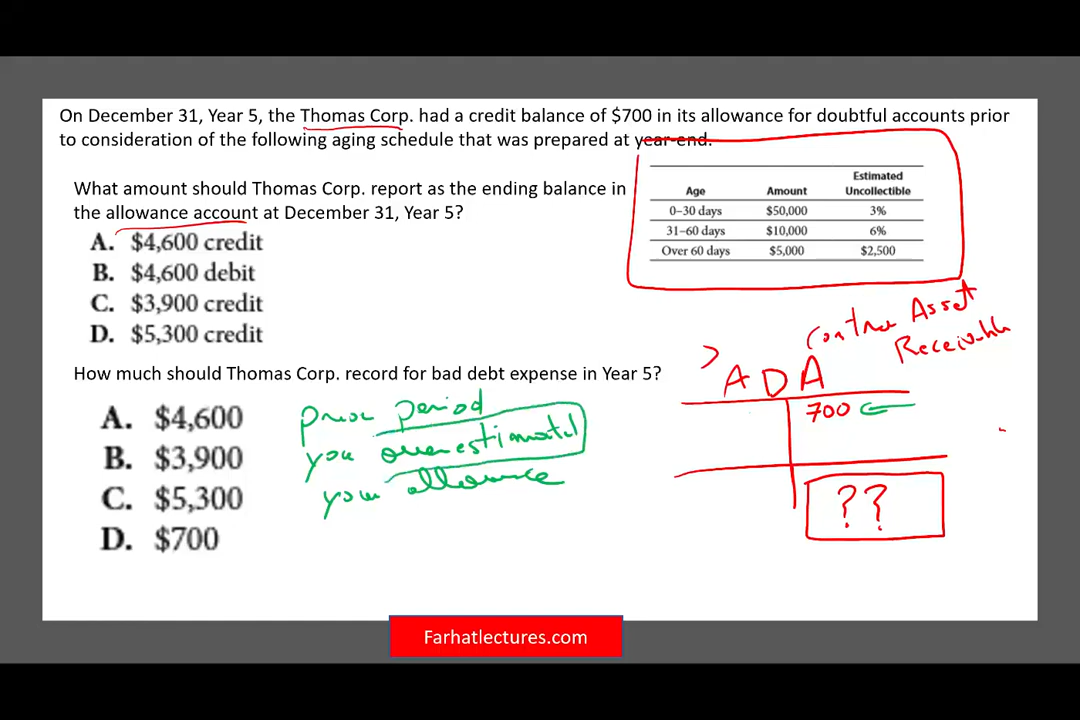 On December 31, Year 5, the Thomas Corp. had a credit balance of $700 in its allowance for doubtful accounts prior
to consideration of the following aging schedule that was prepared at year-end.
What amount should Thomas Corp. report as the ending balance in
the allowance account at December 31, Year 5?
A. $4,600 credit
B. $4,600 debit
C. $3,900 credit
D. $5,300 credit
Age Amount Estimated Uncollectible
0–30 days $50,000 3%
31–60 days $10,000 6%
Over 60 days $5,000 $2,500
Contra Asset
Receivable
ADA
700
??
How much should Thomas Corp. record for bad debt expense in Year 5?
A. $4,600
B. $3,900
C. $5,300
D. $700
prior period
you overestimated
your allowance
Farhatlectures.com